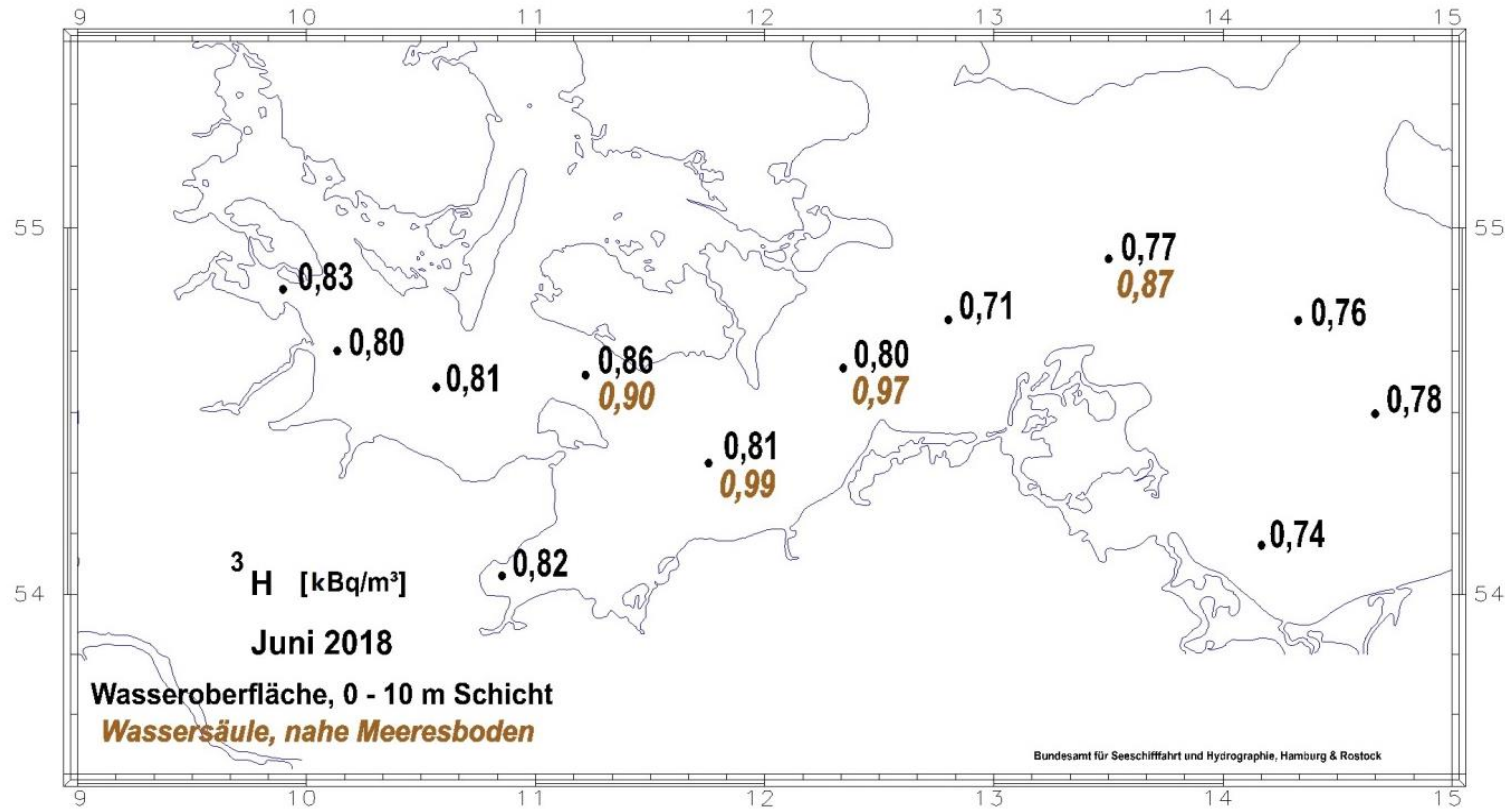 9 10 11 12 13 14 15
55 55
0,77
0,87
0,83
0,71
0,76
0,80
0,86
0,90
0,80
0,97
0,81
0,78
0,81
0,99
0,74
0,82
³H [kBq/m³]
54 54
Juni 2018
Wasseroberfläche, 0 - 10 m Schicht
Wassersäule, nahe Meeresboden
Bundesamt für Seeschifffahrt und Hydrographie, Hamburg & Rostock
9 10 11 12 13 14 15